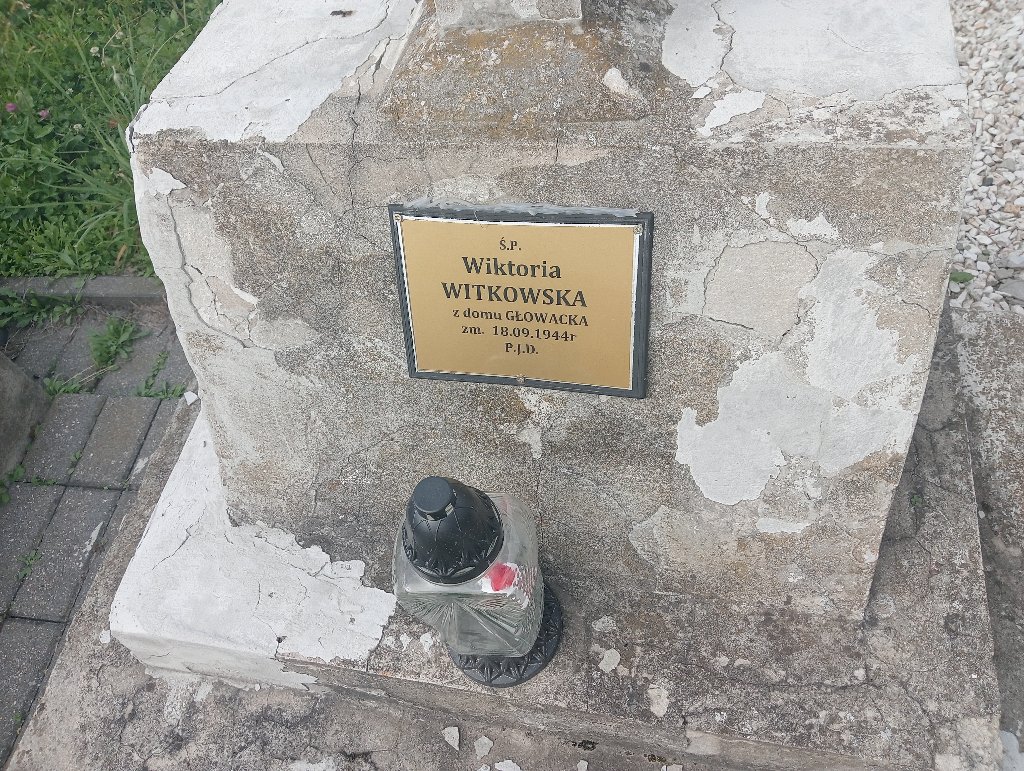 Ś.P.
Wiktoria
WITKOWSKA
z domu GŁOWACKA
zm. 18.09.1944r
P.J.D.